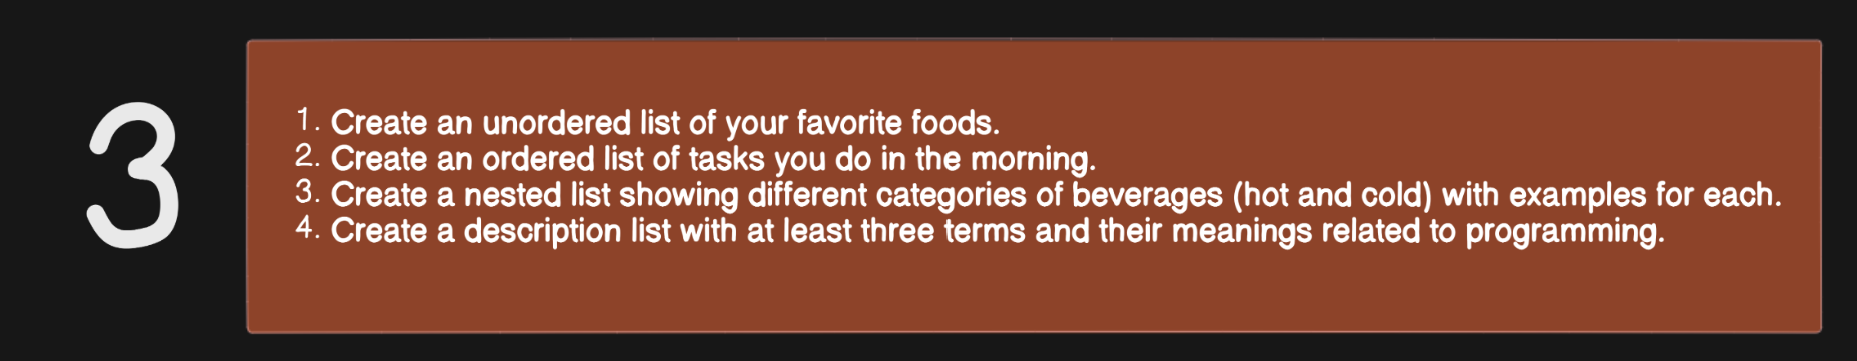 3
1. Create an unordered list of your favorite foods.
2. Create an ordered list of tasks you do in the morning.
3. Create a nested list showing different categories of beverages (hot and cold) with examples for each.
4. Create a description list with at least three terms and their meanings related to programming.